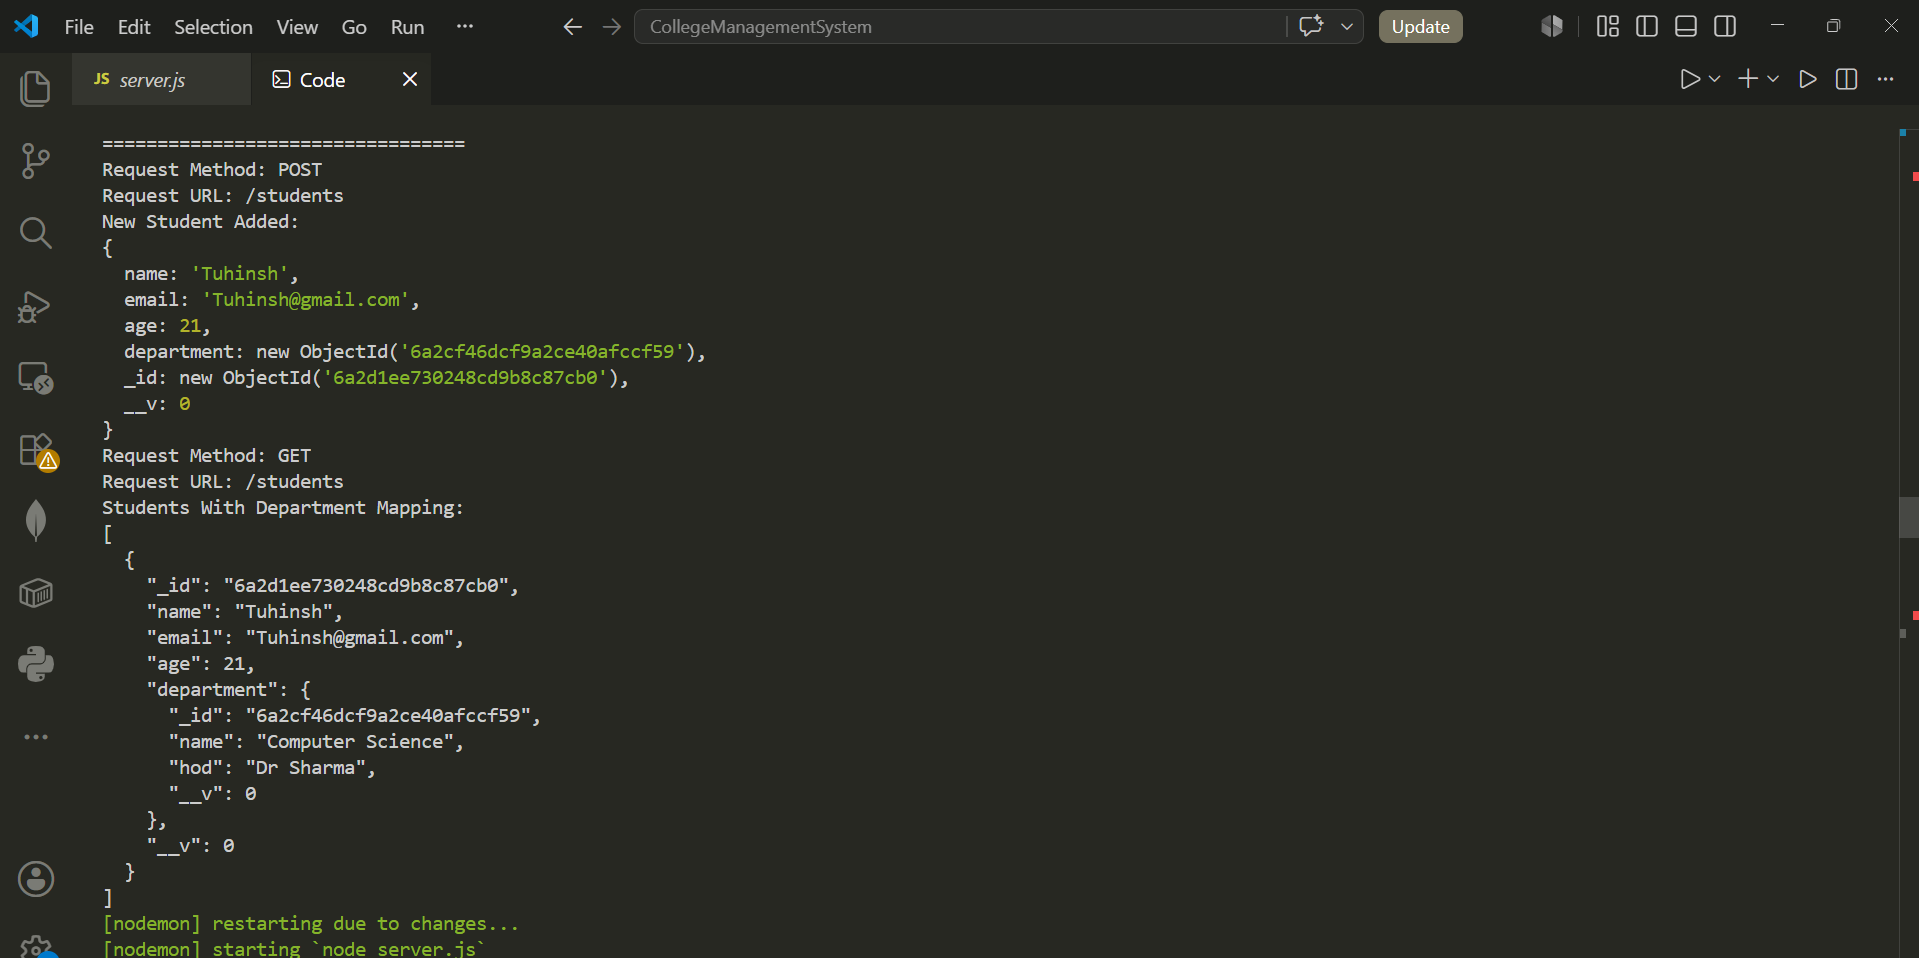 File Edit Selection View Go Run ···
CollegeManagementSystem
Update
JS server.js
Code
=================================
Request Method: POST
Request URL: /students
New Student Added:
{
  name: 'Tuhinsh',
  email: 'Tuhinsh@gmail.com',
  age: 21,
  department: new ObjectId('6a2cf46dcf9a2ce40afccf59'),
  _id: new ObjectId('6a2d1ee730248cd9b8c87cb0'),
  __v: 0
}
Request Method: GET
Request URL: /students
Students With Department Mapping:
[
  {
    "_id": "6a2d1ee730248cd9b8c87cb0",
    "name": "Tuhinsh",
    "email": "Tuhinsh@gmail.com",
    "age": 21,
    "department": {
      "_id": "6a2cf46dcf9a2ce40afccf59",
      "name": "Computer Science",
      "hod": "Dr Sharma",
      "__v": 0
    },
    "__v": 0
  }
]
[nodemon] restarting due to changes...
[nodemon] starting `node server.js`